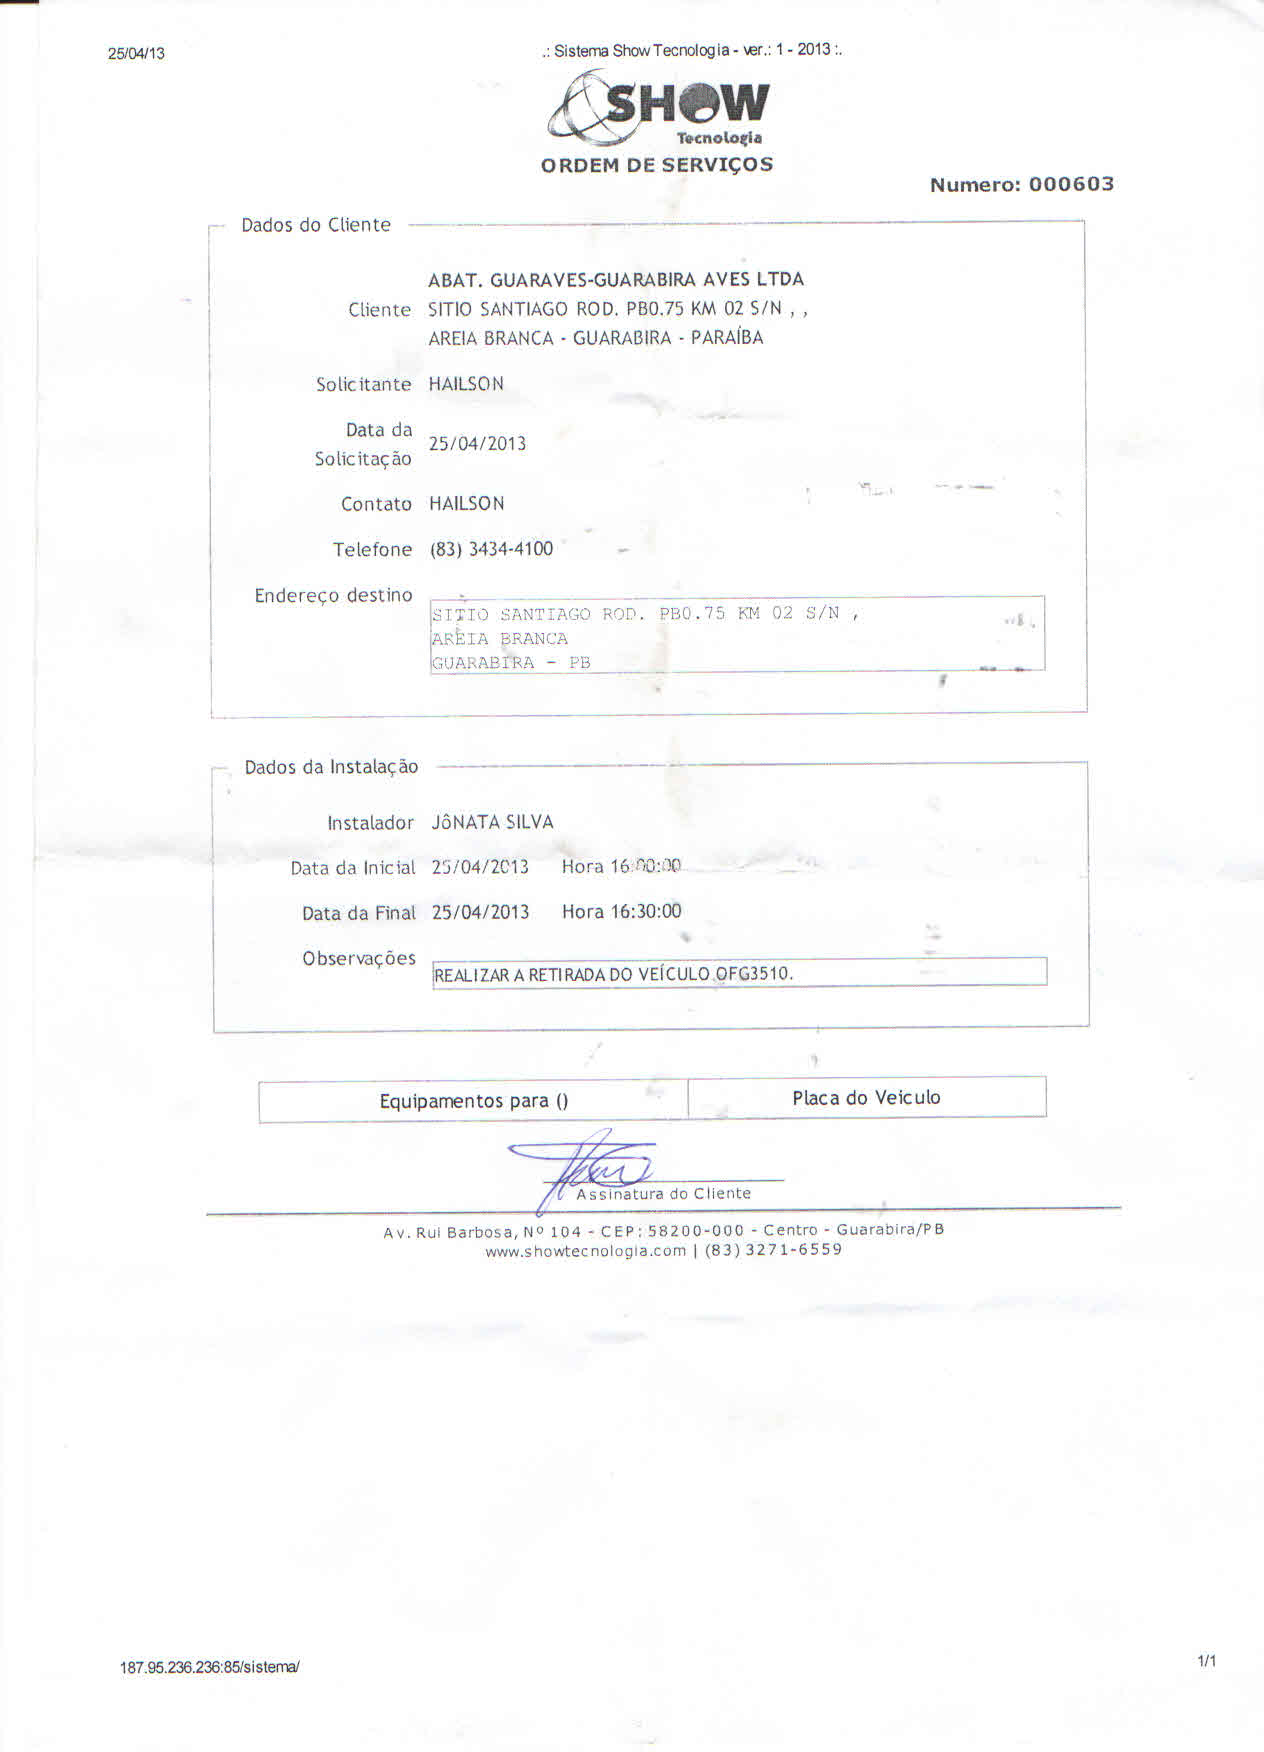 25/04/13
.: Sistema Show Tecnologia - ver.: 1 - 2013 :.
SHOW
Tecnologia
ORDEM DE SERVIÇOS
Numero: 000603
Dados do Cliente
ABAT. GUARAVES-GUARABIRA AVES LTDA
Cliente SITIO SANTIAGO ROD. PB0.75 KM 02 S/N , ,
AREIA BRANCA - GUARABIRA - PARAÍBA
Solicitante HAILSON
Data da
Solicitação 25/04/2013
Contato HAILSON
Telefone (83) 3434-4100
Endereço destino
SITIO SANTIAGO ROD. PB0.75 KM 02 S/N ,
AREIA BRANCA
GUARABIRA - PB
Dados da Instalação
Instalador JÔNATA SILVA
Data da Inicial 25/04/2013 Hora 16:00:00
Data da Final 25/04/2013 Hora 16:30:00
Observações
REALIZAR A RETIRADA DO VEÍCULO OFG3510.
Equipamentos para () Placa do Veiculo
Assinatura do Cliente
Av. Rui Barbosa, Nº 104 - CEP: 58200-000 - Centro - Guarabira/PB
www.showtecnologia.com | (83) 3271-6559
187.95.236.236:85/sistema/ 1/1